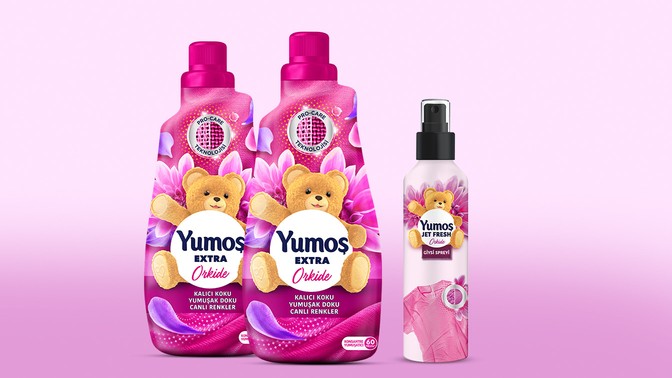 PRO-CARE
TEKNOLOJİSİ
Yumoş
EXTRA
Orkide
KALICI KOKU
YUMUŞAK DOKU
CANLI RENKLER
PRO-CARE
TEKNOLOJİSİ
Yumoş
EXTRA
Orkide
KALICI KOKU
YUMUŞAK DOKU
CANLI RENKLER
60
Yumoş
JET FRESH
Orkide
GİYSİ SPREYİ